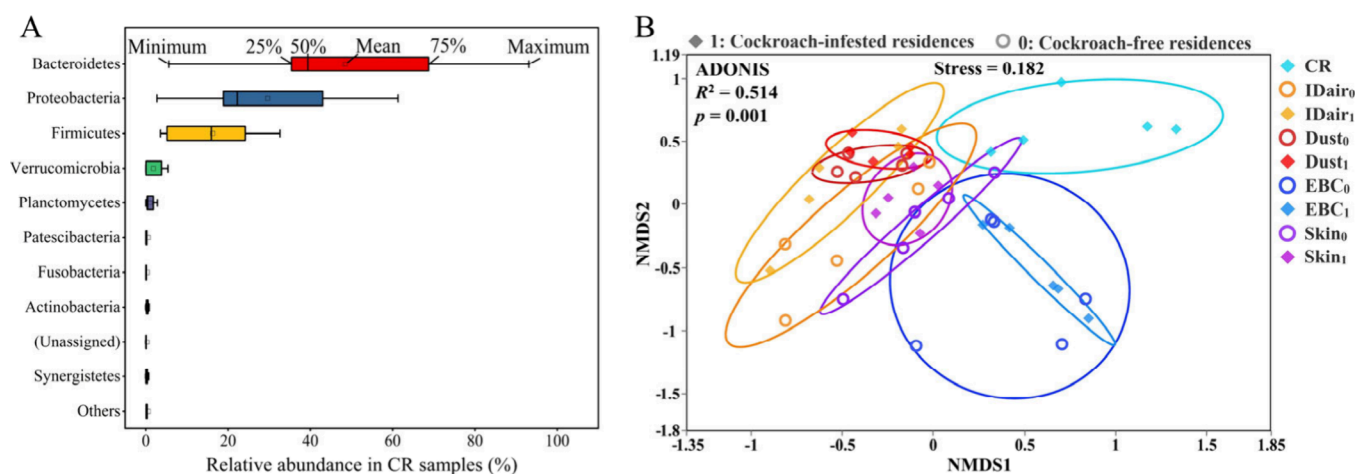 A
Minimum 25% 50% Mean 75% Maximum
Bacteroidetes
Proteobacteria
Firmicutes
Verrucomicrobia
Planctomycetes
Patescibacteria
Fusobacteria
Actinobacteria
(Unassigned)
Synergistetes
Others
0 20 40 60 80 100
Relative abundance in CR samples (%)
B
1: Cockroach-infested residences 0: Cockroach-free residences
ADONIS
R² = 0.514
p = 0.001
Stress = 0.182
1.19
1
0.5
0
-0.5
-1
-1.5
-1.8
NMDS2
-1.35 -1 -0.5 0 0.5 1 1.5 1.85
NMDS1
CR
IDair₀
IDair₁
Dust₀
Dust₁
EBC₀
EBC₁
Skin₀
Skin₁